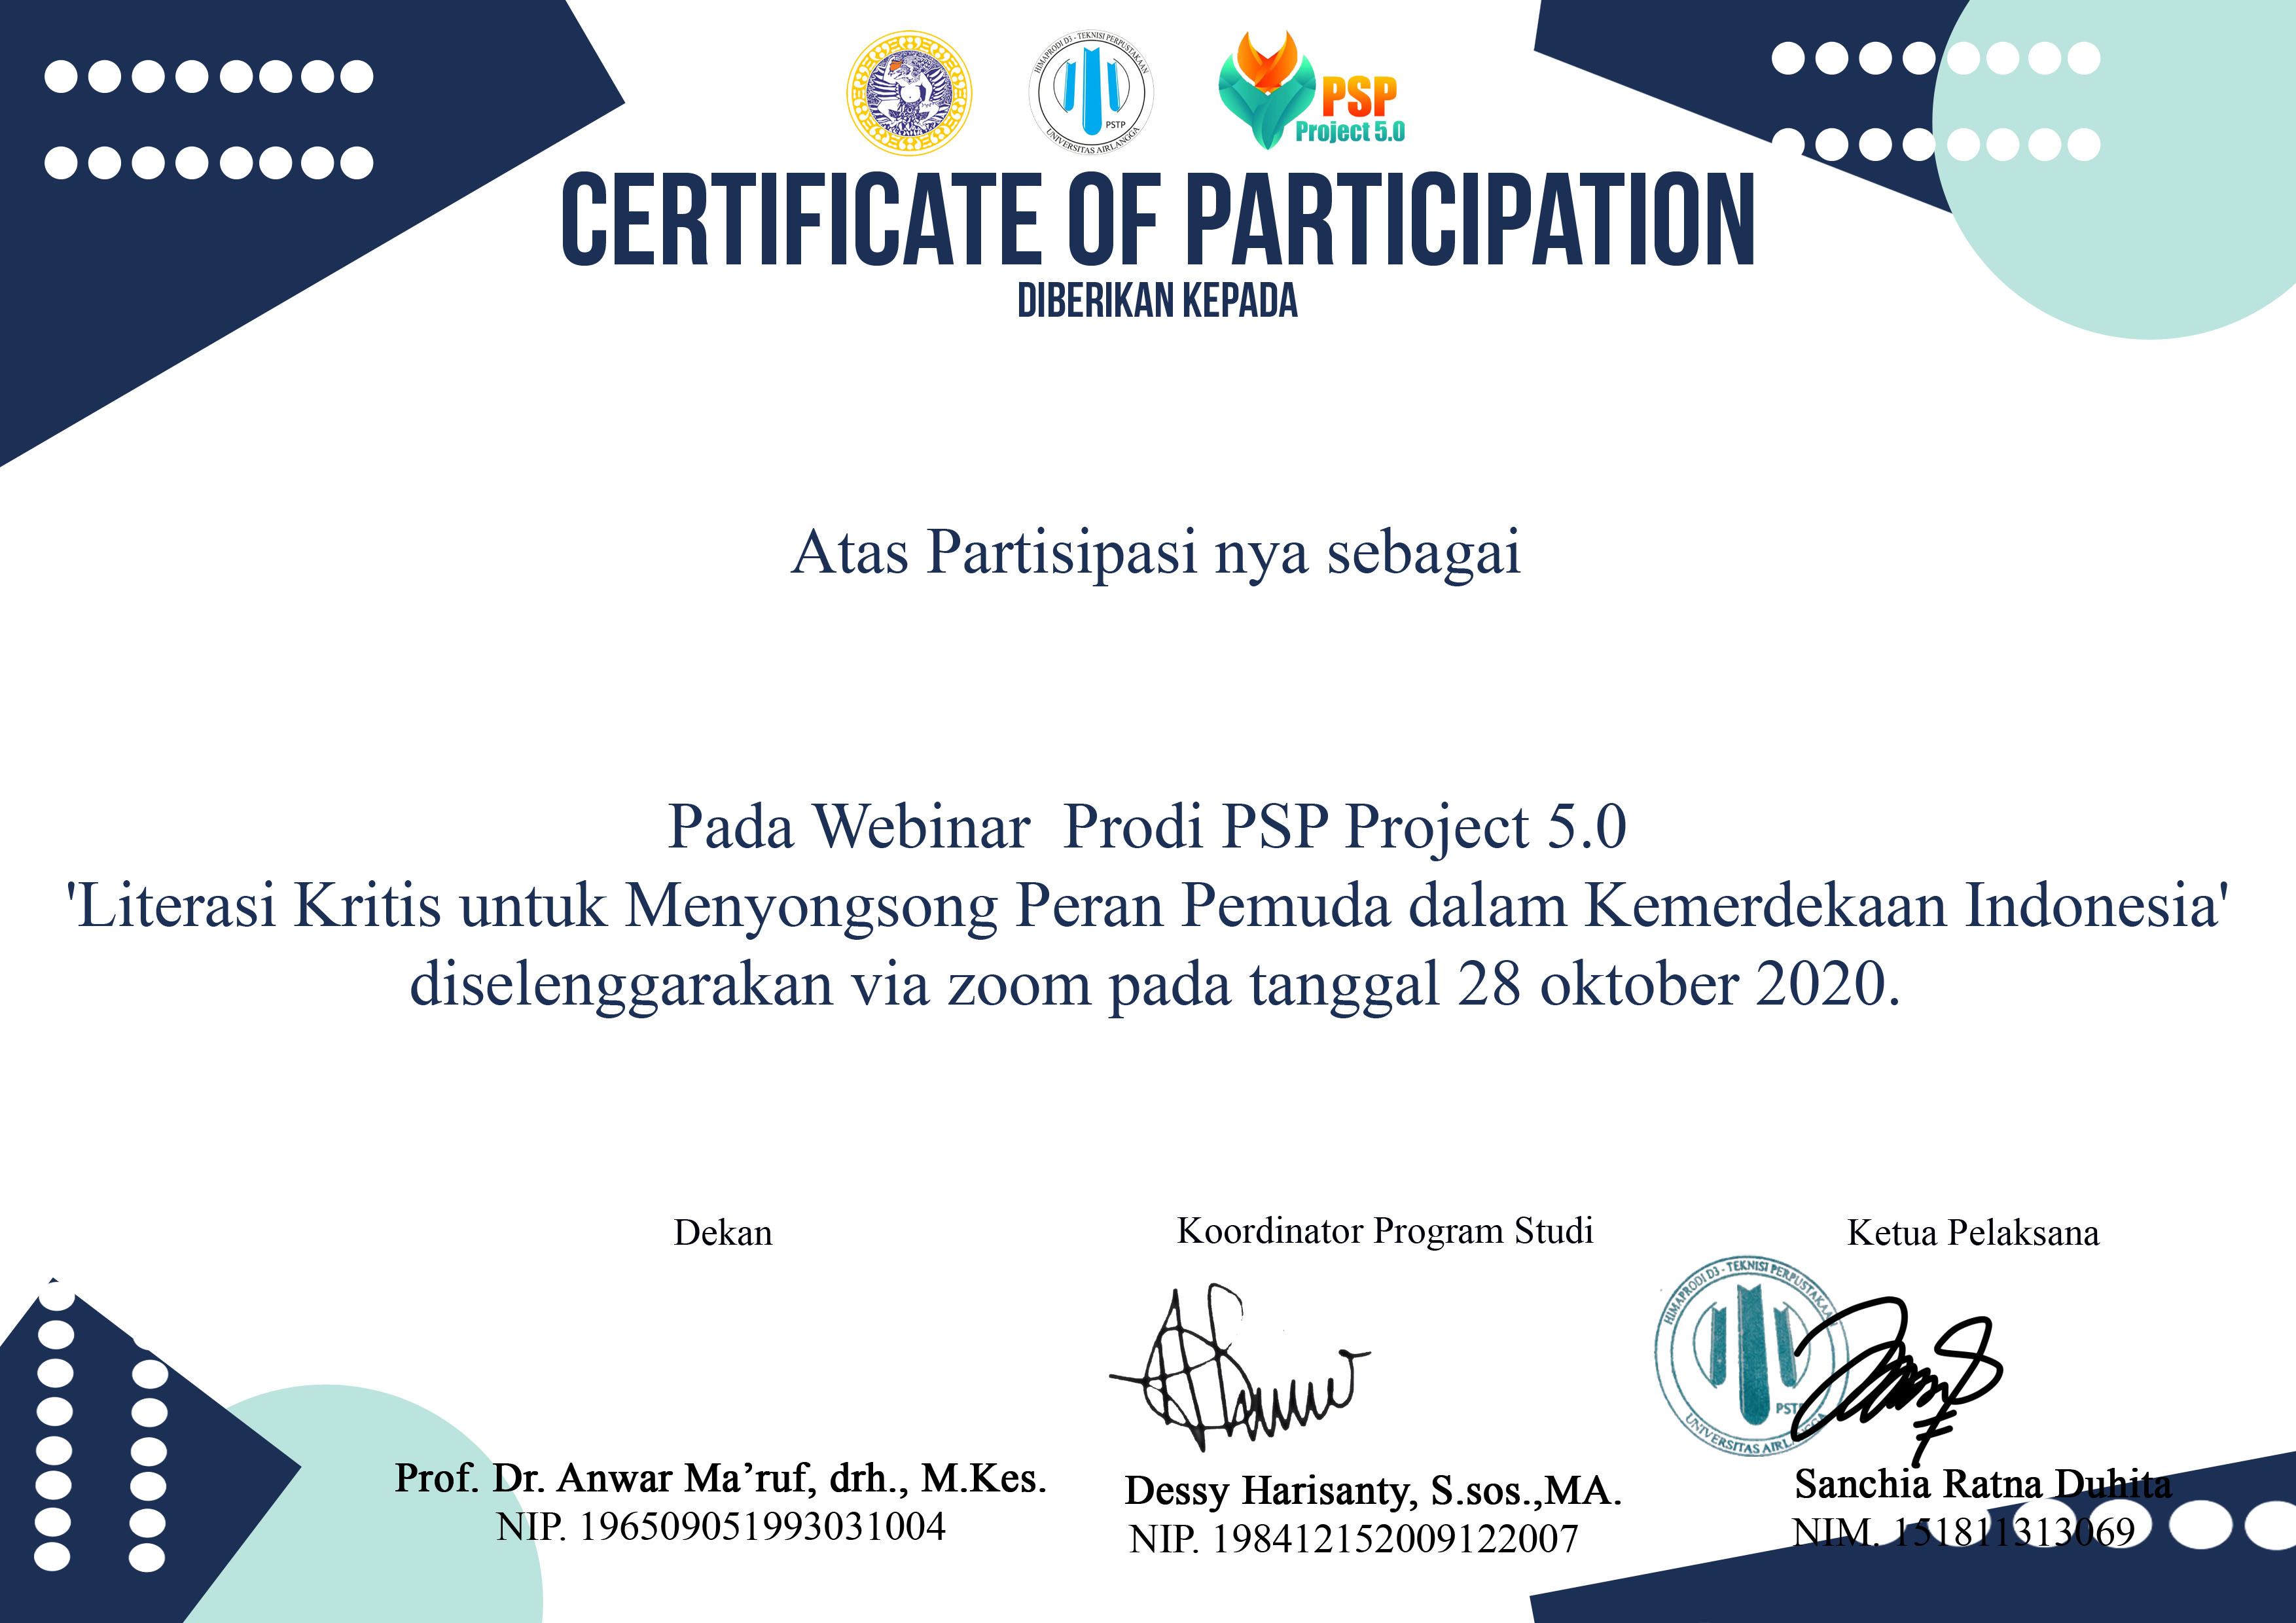 HIMAPRODI D3 - TEKNISI PERPUSTAKAAN
PSTP
UNIVERSITAS AIRLANGGA
PSP
Project 5.0
CERTIFICATE OF PARTICIPATION
DIBERIKAN KEPADA
Atas Partisipasi nya sebagai
Pada Webinar Prodi PSP Project 5.0
'Literasi Kritis untuk Menyongsong Peran Pemuda dalam Kemerdekaan Indonesia'
diselenggarakan via zoom pada tanggal 28 oktober 2020.
Dekan
Koordinator Program Studi
Ketua Pelaksana
HIMAPRODI D3 - TEKNISI PERPUSTAKAAN
PSTP
UNIVERSITAS AIRLANGGA
Prof. Dr. Anwar Ma’ruf, drh., M.Kes.
NIP. 196509051993031004
Dessy Harisanty, S.sos.,MA.
NIP. 198412152009122007
Sanchia Ratna Duhita
NIM. 151811313069